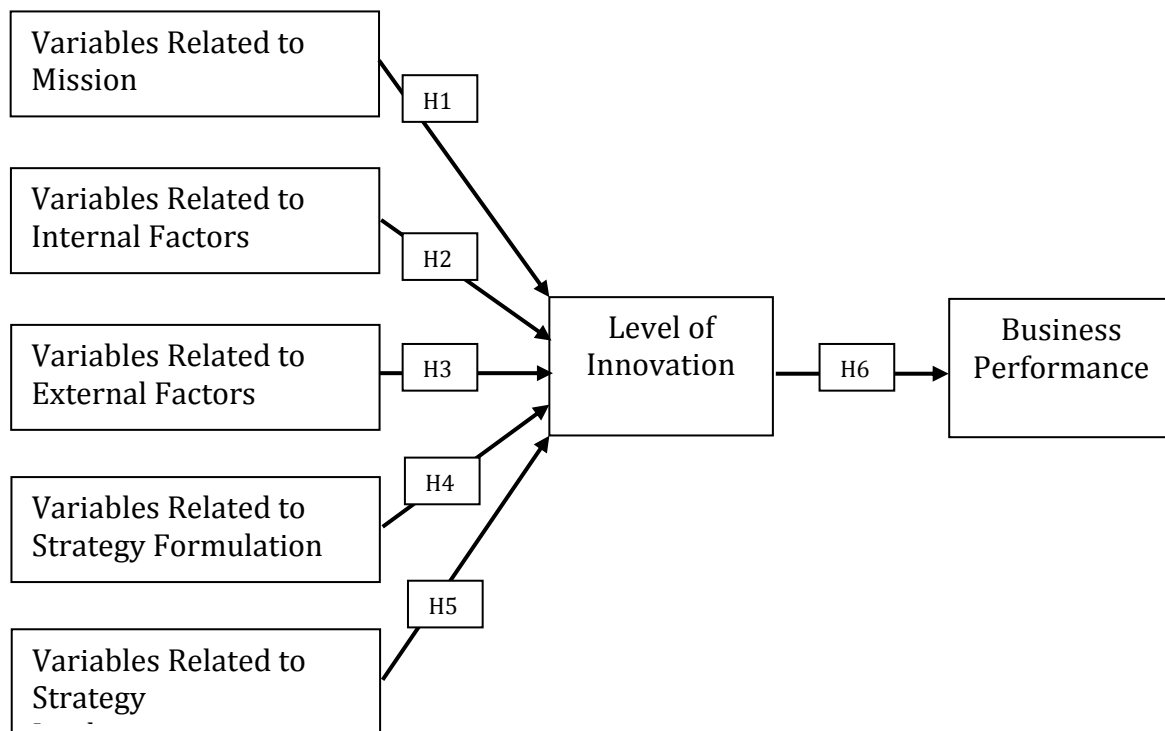 Variables Related to
Mission
H1
Variables Related to
Internal Factors
H2
Variables Related to
External Factors
H3
Variables Related to
Strategy Formulation
H4
Variables Related to
Strategy
H5
Level of
Innovation
H6
Business
Performance